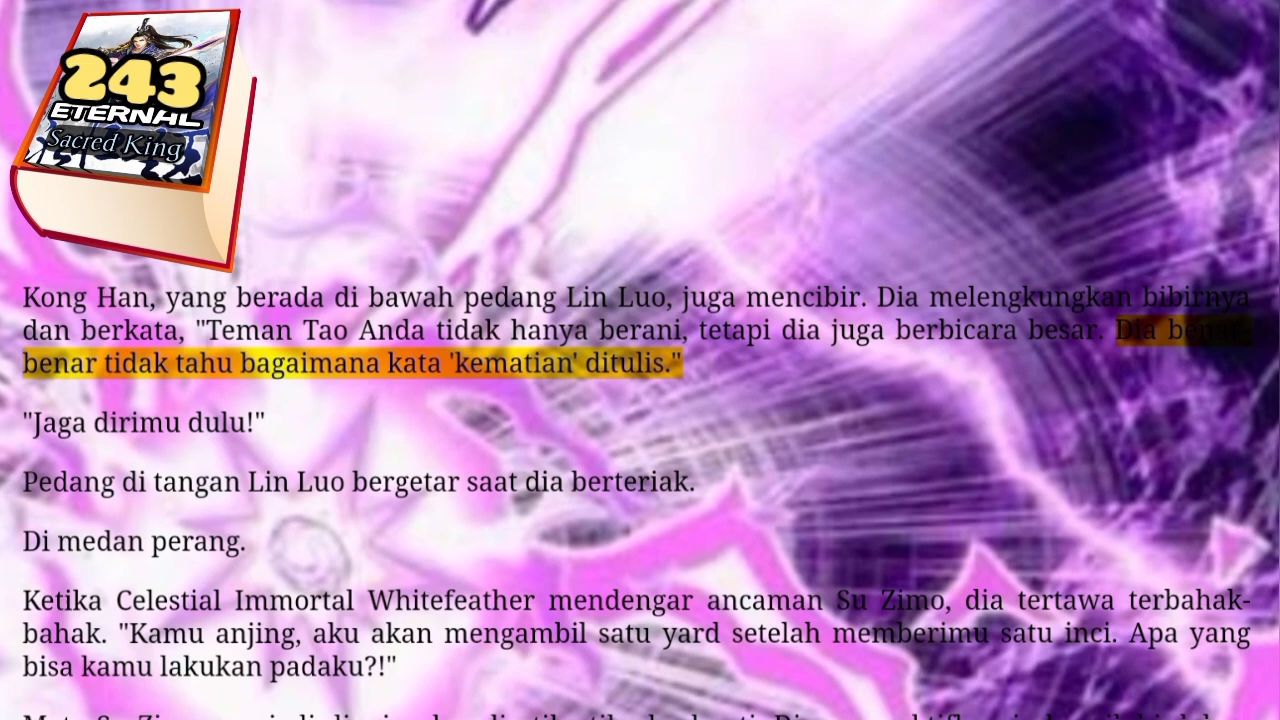 243
ETERNAL
Sacred King
Kong Han, yang berada di bawah pedang Lin Luo, juga mencibir. Dia melengkungkan bibirnya
dan berkata, "Teman Tao Anda tidak hanya berani, tetapi dia juga berbicara besar. Dia benar-
benar tidak tahu bagaimana kata 'kematian' ditulis."
"Jaga dirimu dulu!"
Pedang di tangan Lin Luo bergetar saat dia berteriak.
Di medan perang.
Ketika Celestial Immortal Whitefeather mendengar ancaman Su Zimo, dia tertawa terbahak-
bahak. "Kamu anjing, aku akan mengambil satu yard setelah memberimu satu inci. Apa yang
bisa kamu lakukan padaku?!"